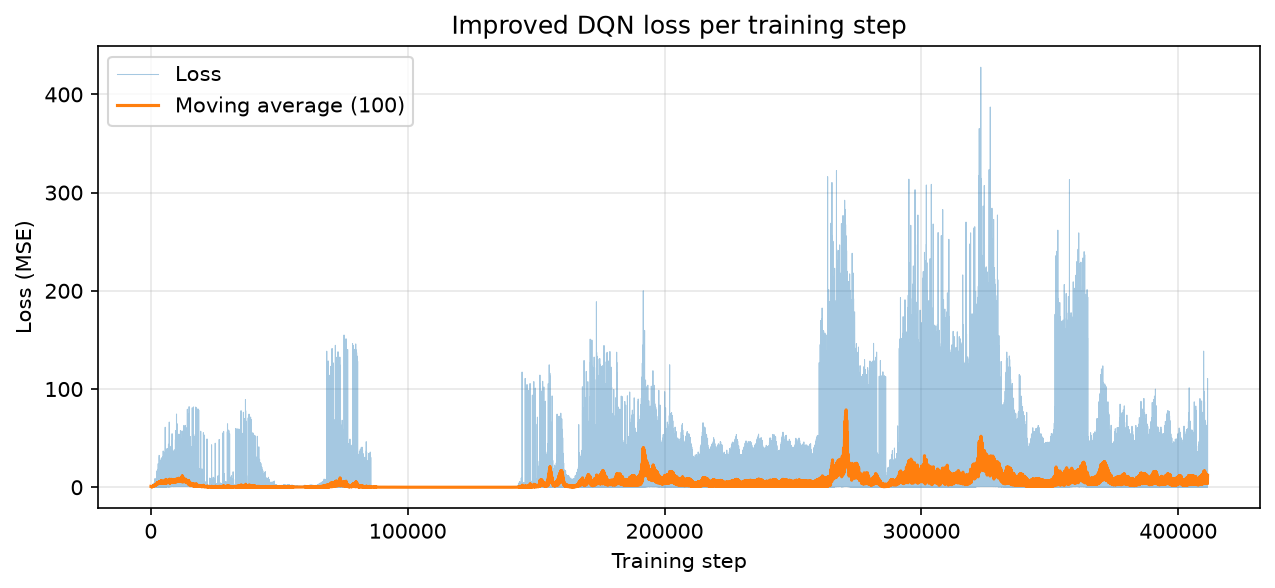 Improved DQN loss per training step
Loss
Moving average (100)
Loss (MSE)
400
300
200
100
0
0 100000 200000 300000 400000
Training step